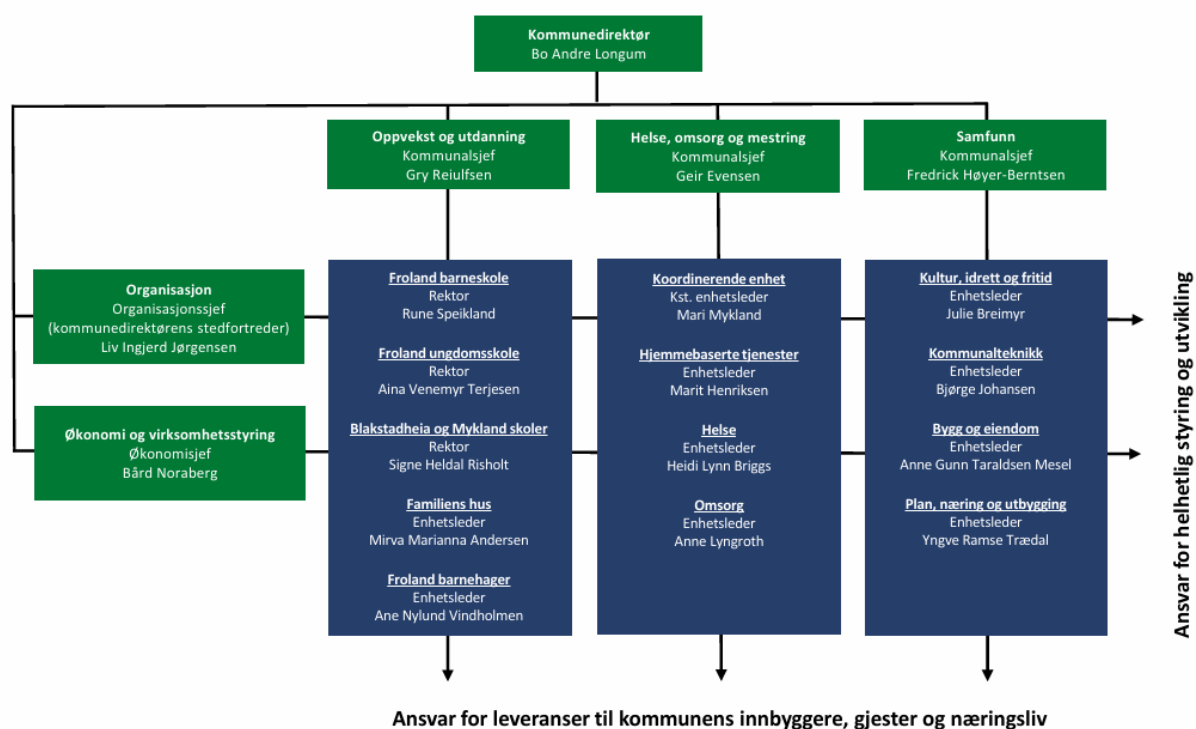 Kommunedirektør
Bo Andre Longum
Oppvekst og utdanning
Kommunalsjef
Gry Reiulfsen
Helse, omsorg og mestring
Kommunalsjef
Geir Evensen
Samfunn
Kommunalsjef
Fredrick Høyer-Berntsen
Organisasjon
Organisasjonssjef
(kommunedirektørens stedfortreder)
Liv Ingjerd Jørgensen
Økonomi og virksomhetsstyring
Økonomisjef
Bård Noraberg
Froland barneskole
Rektor
Rune Speikland
Froland ungdomsskole
Rektor
Aina Venemyr Terjesen
Blakstadheia og Mykland skoler
Rektor
Signe Heldal Risholt
Familiens hus
Enhetsleder
Mirva Marianna Andersen
Froland barnehager
Enhetsleder
Ane Nylund Vindholmen
Koordinerende enhet
Kst. enhetsleder
Mari Mykland
Hjemmebaserte tjenester
Enhetsleder
Marit Henriksen
Helse
Enhetsleder
Heidi Lynn Briggs
Omsorg
Enhetsleder
Anne Lyngroth
Kultur, idrett og fritid
Enhetsleder
Julie Breimyr
Kommunalteknikk
Enhetsleder
Bjørge Johansen
Bygg og eiendom
Enhetsleder
Anne Gunn Taraldsen Mesel
Plan, næring og utbygging
Enhetsleder
Yngve Ramse Trædal
Ansvar for helhetlig styring og utvikling
Ansvar for leveranser til kommunens innbyggere, gjester og næringsliv